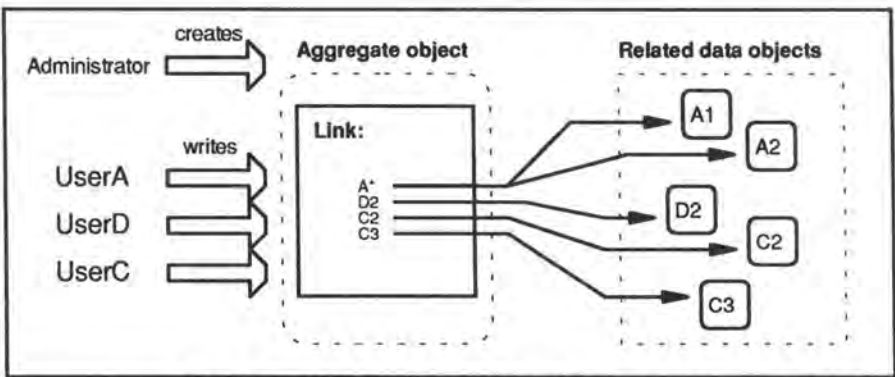 creates
Administrator
Aggregate object
Related data objects
Link:
writes
UserA
UserD
UserC
A*
D2
C2
C3
A1
A2
D2
C2
C3